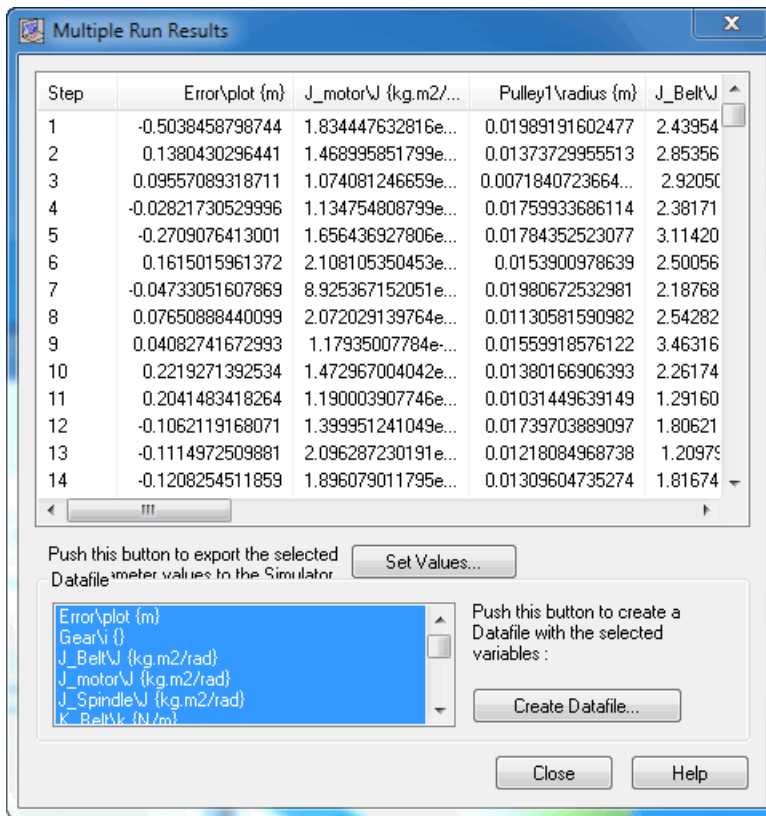 Multiple Run Results
Step Error\plot {m} J_motor\J {kg.m2/... Pulley1\radius {m} J_Belt\J
1 -0.5038458798744 1.834447632816e... 0.01989191602477 2.43954
2 0.1380430296441 1.468995851799e... 0.01373729955513 2.85356
3 0.09557089318711 1.074081246659e... 0.0071840723664... 2.92050
4 -0.02821730529996 1.134754808799e... 0.01759933686114 2.38171
5 -0.2709076413001 1.656436927806e... 0.01784352523077 3.11420
6 0.1615015961372 2.108105350453e... 0.0153900978639 2.50056
7 -0.04733051607869 8.925367152051e... 0.01980672532981 2.18768
8 0.07650888440099 2.072029139764e... 0.01130581590982 2.54282
9 0.04082741672993 1.17935007784e-... 0.01559918576122 3.46316
10 0.2219271392534 1.472967004042e... 0.01380166906393 2.26174
11 0.2041483418264 1.190003907746e... 0.01031449639149 1.29160
12 -0.1062119168071 1.399951241049e... 0.01739703889097 1.80621
13 -0.1114972509881 2.096287230191e... 0.01218084968738 1.20979
14 -0.1208254511859 1.896079011795e... 0.01309604735274 1.81674
Push this button to export the selected
meter values to the Simulator
Set Values...
Datafile
Error\plot {m}
Gear\i {}
J_Belt\J {kg.m2/rad}
J_motor\J {kg.m2/rad}
J_Spindle\J {kg.m2/rad}
K_Belt\k {N/m}
Push this button to create a
Datafile with the selected
variables :
Create Datafile...
Close Help